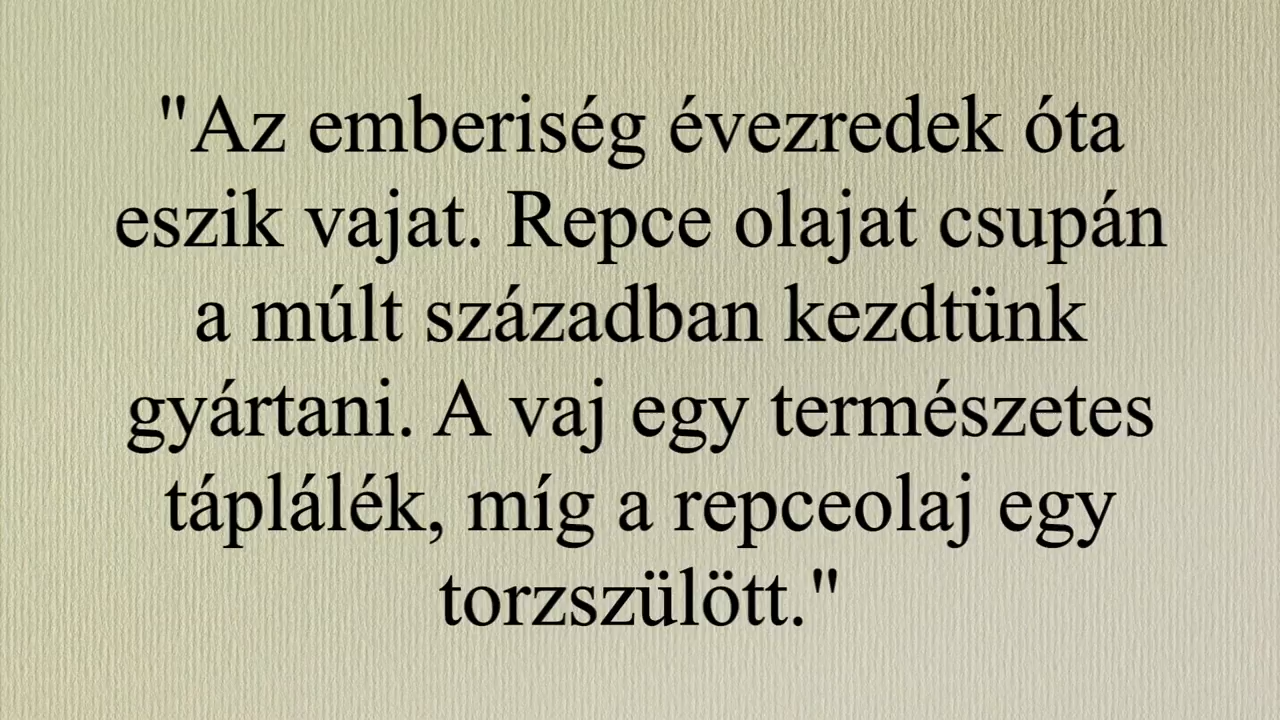 "Az emberiség évezredek óta
eszik vajat. Repce olajat csupán
a múlt században kezdtünk
gyártani. A vaj egy természetes
táplálék, míg a repceolaj egy
torzszülött."